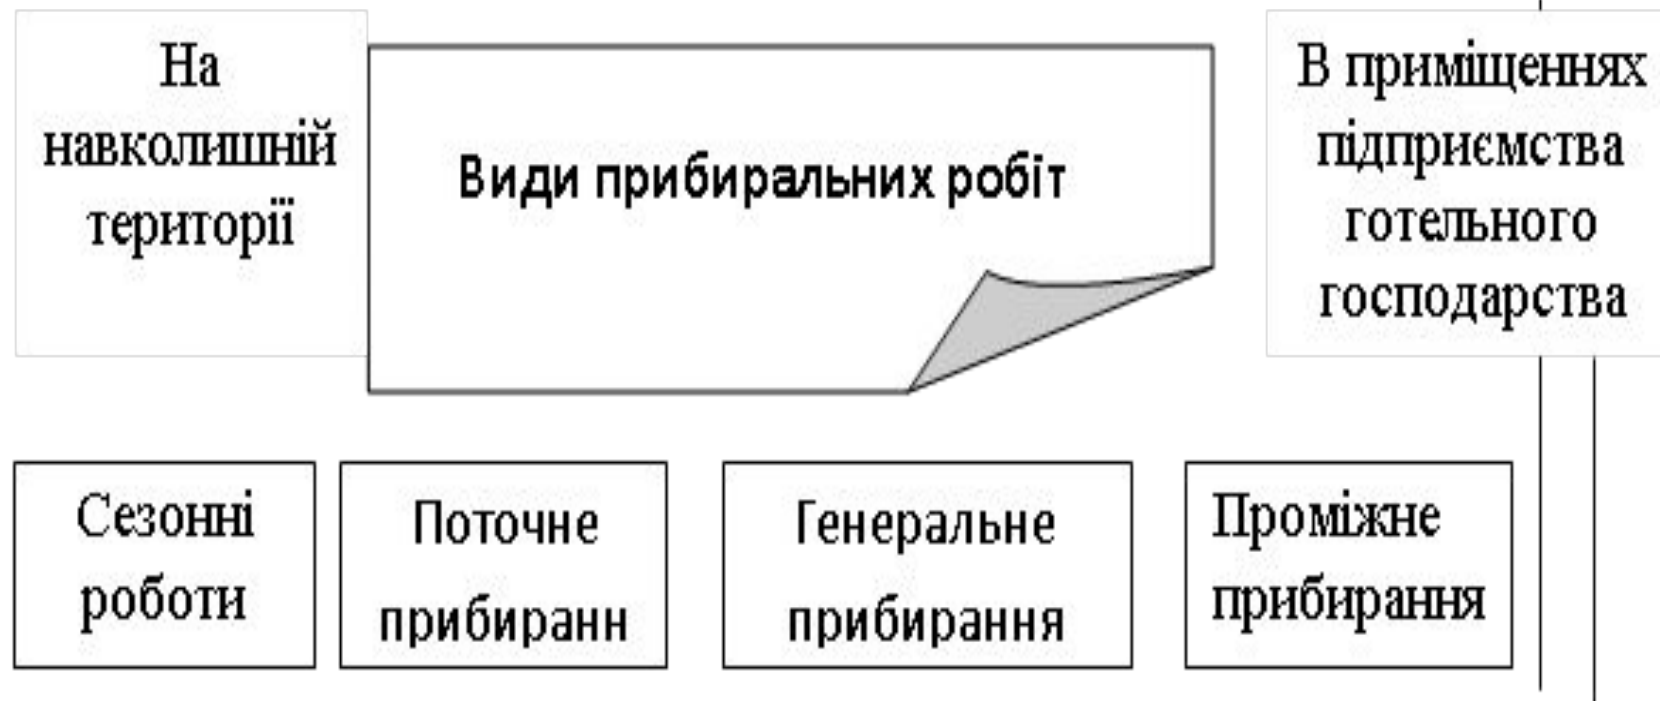 На
навколишній
території
Види прибиральних робіт
В приміщеннях
підприємства
готельного
господарства
Сезонні
роботи
Поточне
прибиранн
Генеральне
прибирання
Проміжне
прибирання